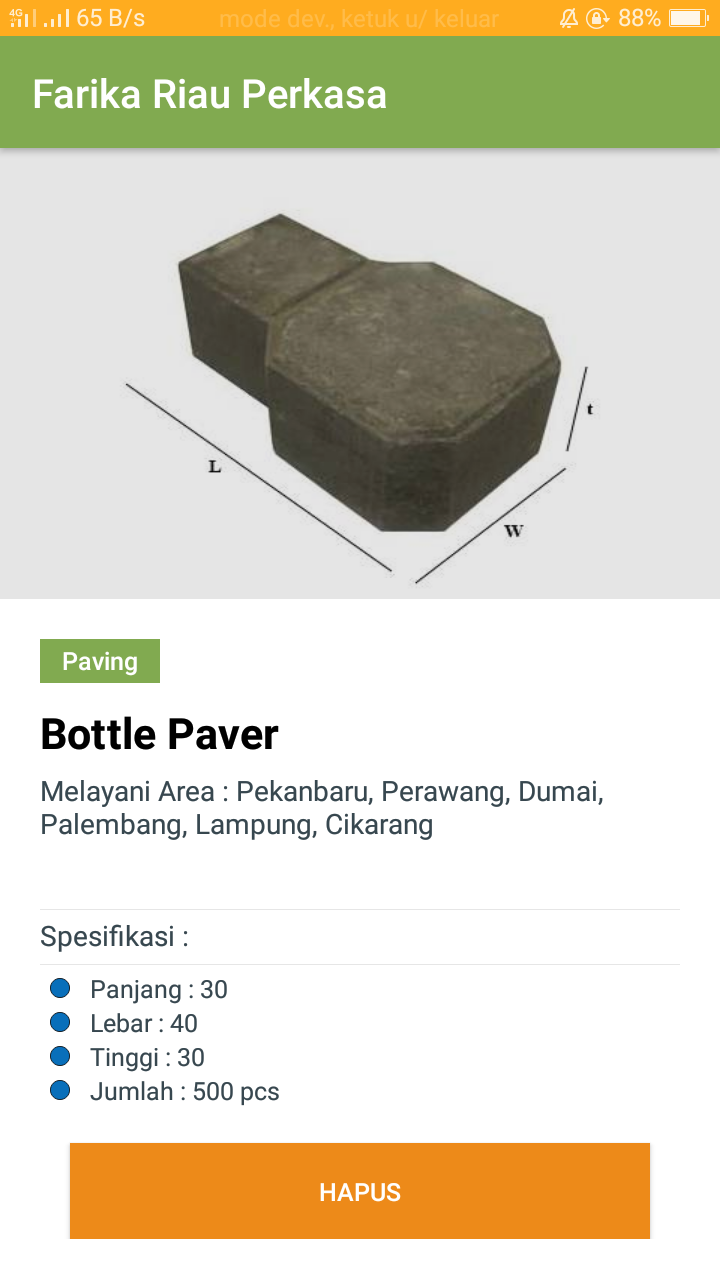 4G 65 B/s mode dev., ketuk u/ keluar 88%
Farika Riau Perkasa
t
L
W
Paving
Bottle Paver
Melayani Area : Pekanbaru, Perawang, Dumai,
Palembang, Lampung, Cikarang
Spesifikasi :
Panjang : 30
Lebar : 40
Tinggi : 30
Jumlah : 500 pcs
HAPUS